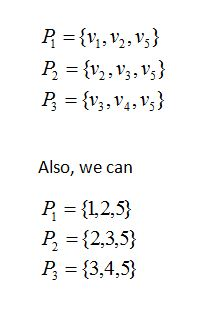 P₁ = {v₁, v₂, v₅}
P₂ = {v₂, v₃, v₅}
P₃ = {v₃, v₄, v₅}
Also, we can
P₁ = {1,2,5}
P₂ = {2,3,5}
P₃ = {3,4,5}